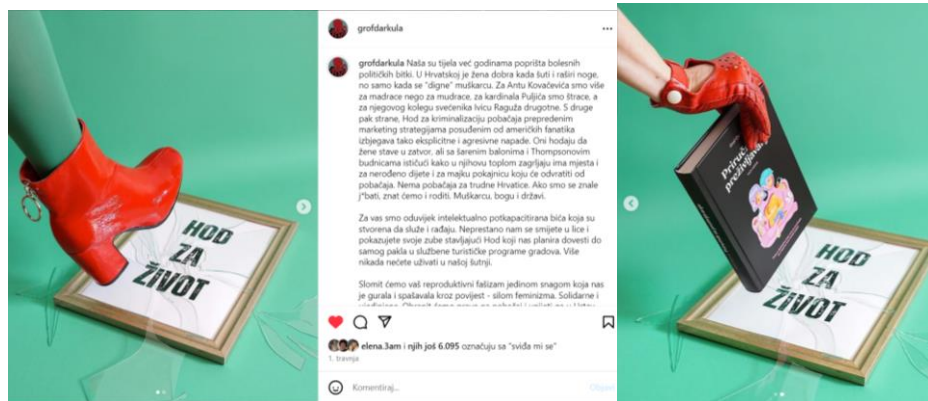 HOD
ZA
ŽIVOT
grofdarkula
grofdarkula Naša su tijela već godinama poprišta bolesnih
političkih bitki. U Hrvatskoj je žena dobra kada šuti i raširi noge,
no samo kada se "digne" muškarcu. Za Antu Kovačevića smo više
za madrace nego za mudrace, za kardinala Puljića smo štrace, a
za njegovog kolegu svećenika Ivicu Raguža drugotne. S druge
pak strane, Hod za kriminalizaciju pobačaja prepredenim
marketing strategijama posuđenim od američkih fanatika
izbjegava tako eksplicitne i agresivne napade. Oni hodaju da
žene stave u zatvor, ali sa šarenim balonima i Thompsonovim
budnicama ističući kako u njihovu toplom zagrljaju ima mjesta i
za nerođeno dijete i za majku pokajnicu koju će odvratiti od
pobačaja. Nema pobačaja za trudne Hrvatice. Ako smo se znale
j*bati, znat ćemo i roditi. Muškarcu, bogu i državi.
Za vas smo oduvijek intelektualno potkapacitirana bića koja su
stvorena da služe i rađaju. Neprestano nam se smijete u lice i
pokazujete svoje zube stavljajući Hod koji nas planira dovesti do
samog pakla u službene turističke programe gradova. Više
nikada nećete uživati u našoj šutnji.
Slomit ćemo vaš reproduktivni fašizam jedinom snagom koja nas
je gurala i spašavala kroz povijest - silom feminizma. Solidarne i
elena.3am i njih još 6.095 označuju sa "sviđa mi se"
1. travnja
Komentiraj...
Objavi
Priručnik
preživljavanja
HOD
ZA
ŽIVOT